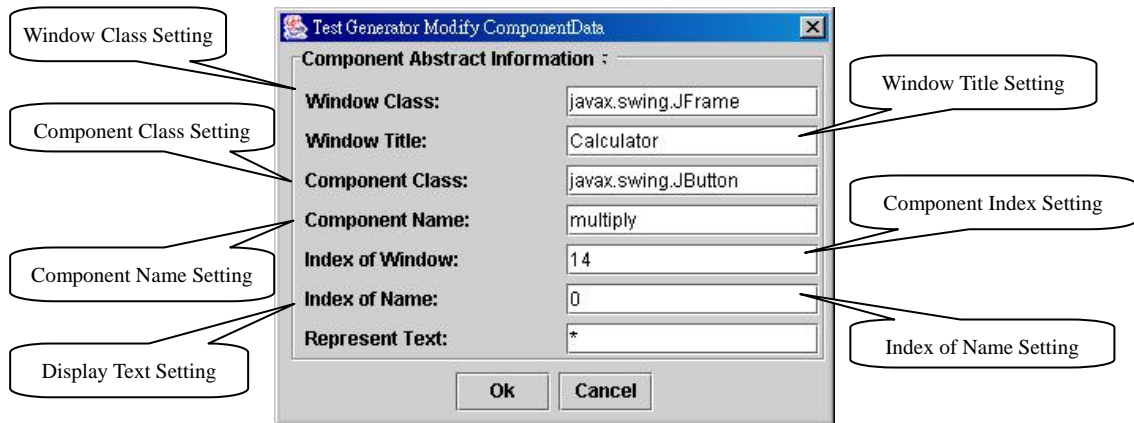 Test Generator Modify ComponentData
Component Abstract Information :
Window Class: javax.swing.JFrame
Window Title: Calculator
Component Class: javax.swing.JButton
Component Name: multiply
Index of Window: 14
Index of Name: 0
Represent Text: *
Ok Cancel
Window Class Setting
Component Class Setting
Component Name Setting
Display Text Setting
Window Title Setting
Component Index Setting
Index of Name Setting